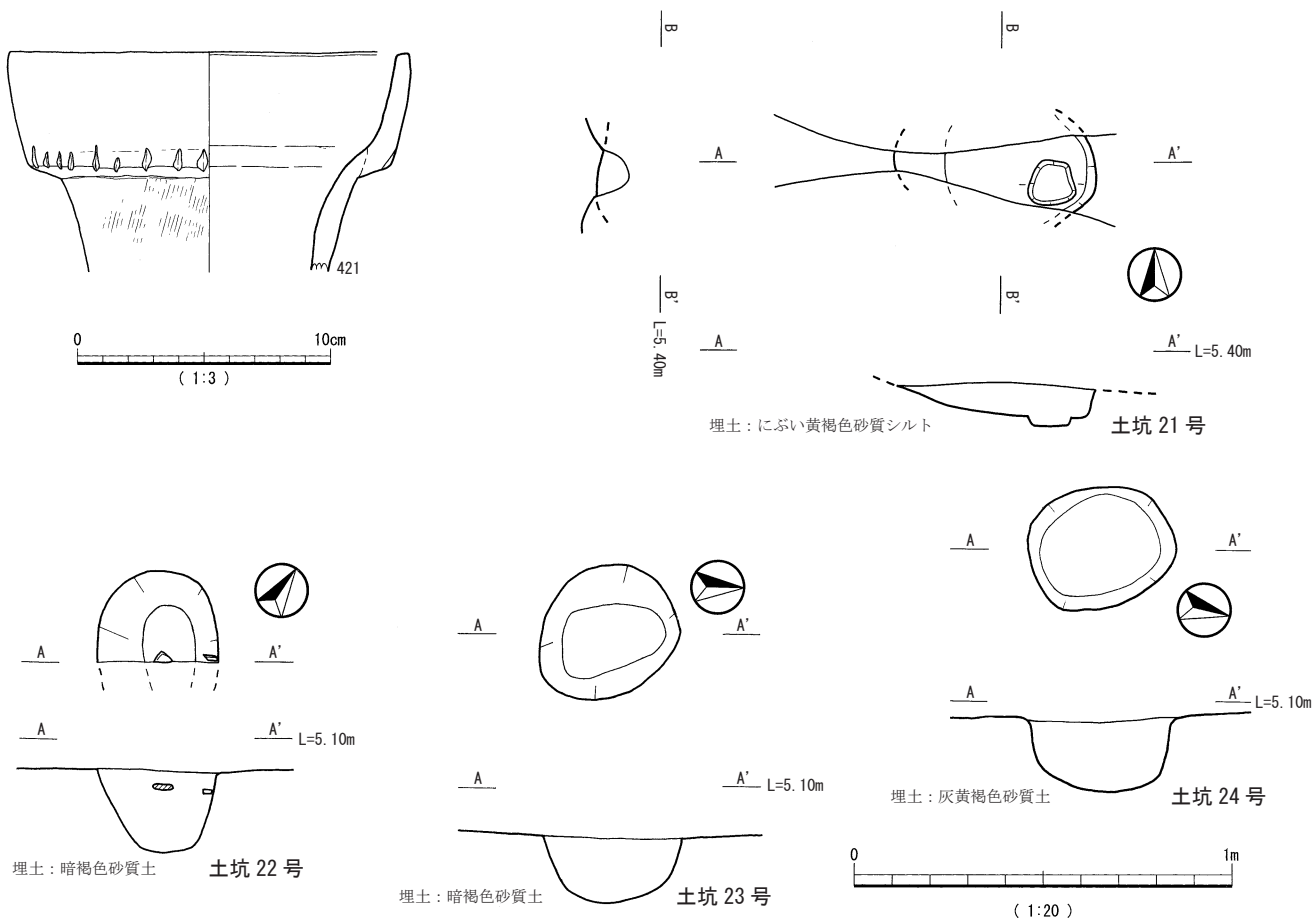 421
0 10cm
( 1:3 )
B B
A A'
B' B'
L=5.40m
A A' L=5.40m
埋土：にぶい黄褐色砂質シルト 土坑 21 号
A A'
A A' L=5.10m
埋土：暗褐色砂質土 土坑 22 号
A A'
A A' L=5.10m
埋土：暗褐色砂質土 土坑 23 号
A A'
A A' L=5.10m
埋土：灰黄褐色砂質土 土坑 24 号
0 1m
( 1:20 )